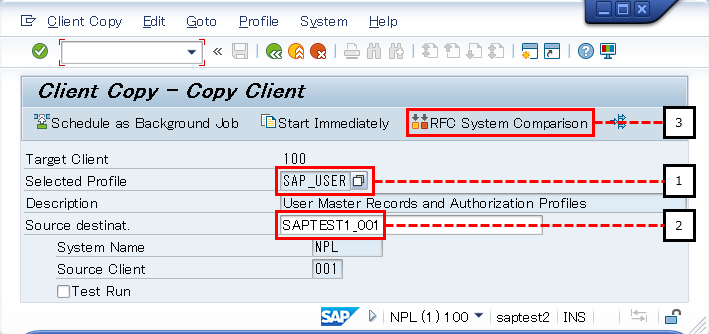 Client Copy Edit Goto Profile System Help
«
Client Copy - Copy Client
Schedule as Background Job Start Immediately RFC System Comparison 3
Target Client 100
Selected Profile SAP_USER 1
Description User Master Records and Authorization Profiles
Source destinat. SAPTEST1_001 2
System Name NPL
Source Client 001
Test Run
SAP NPL (1) 100 saptest2 INS